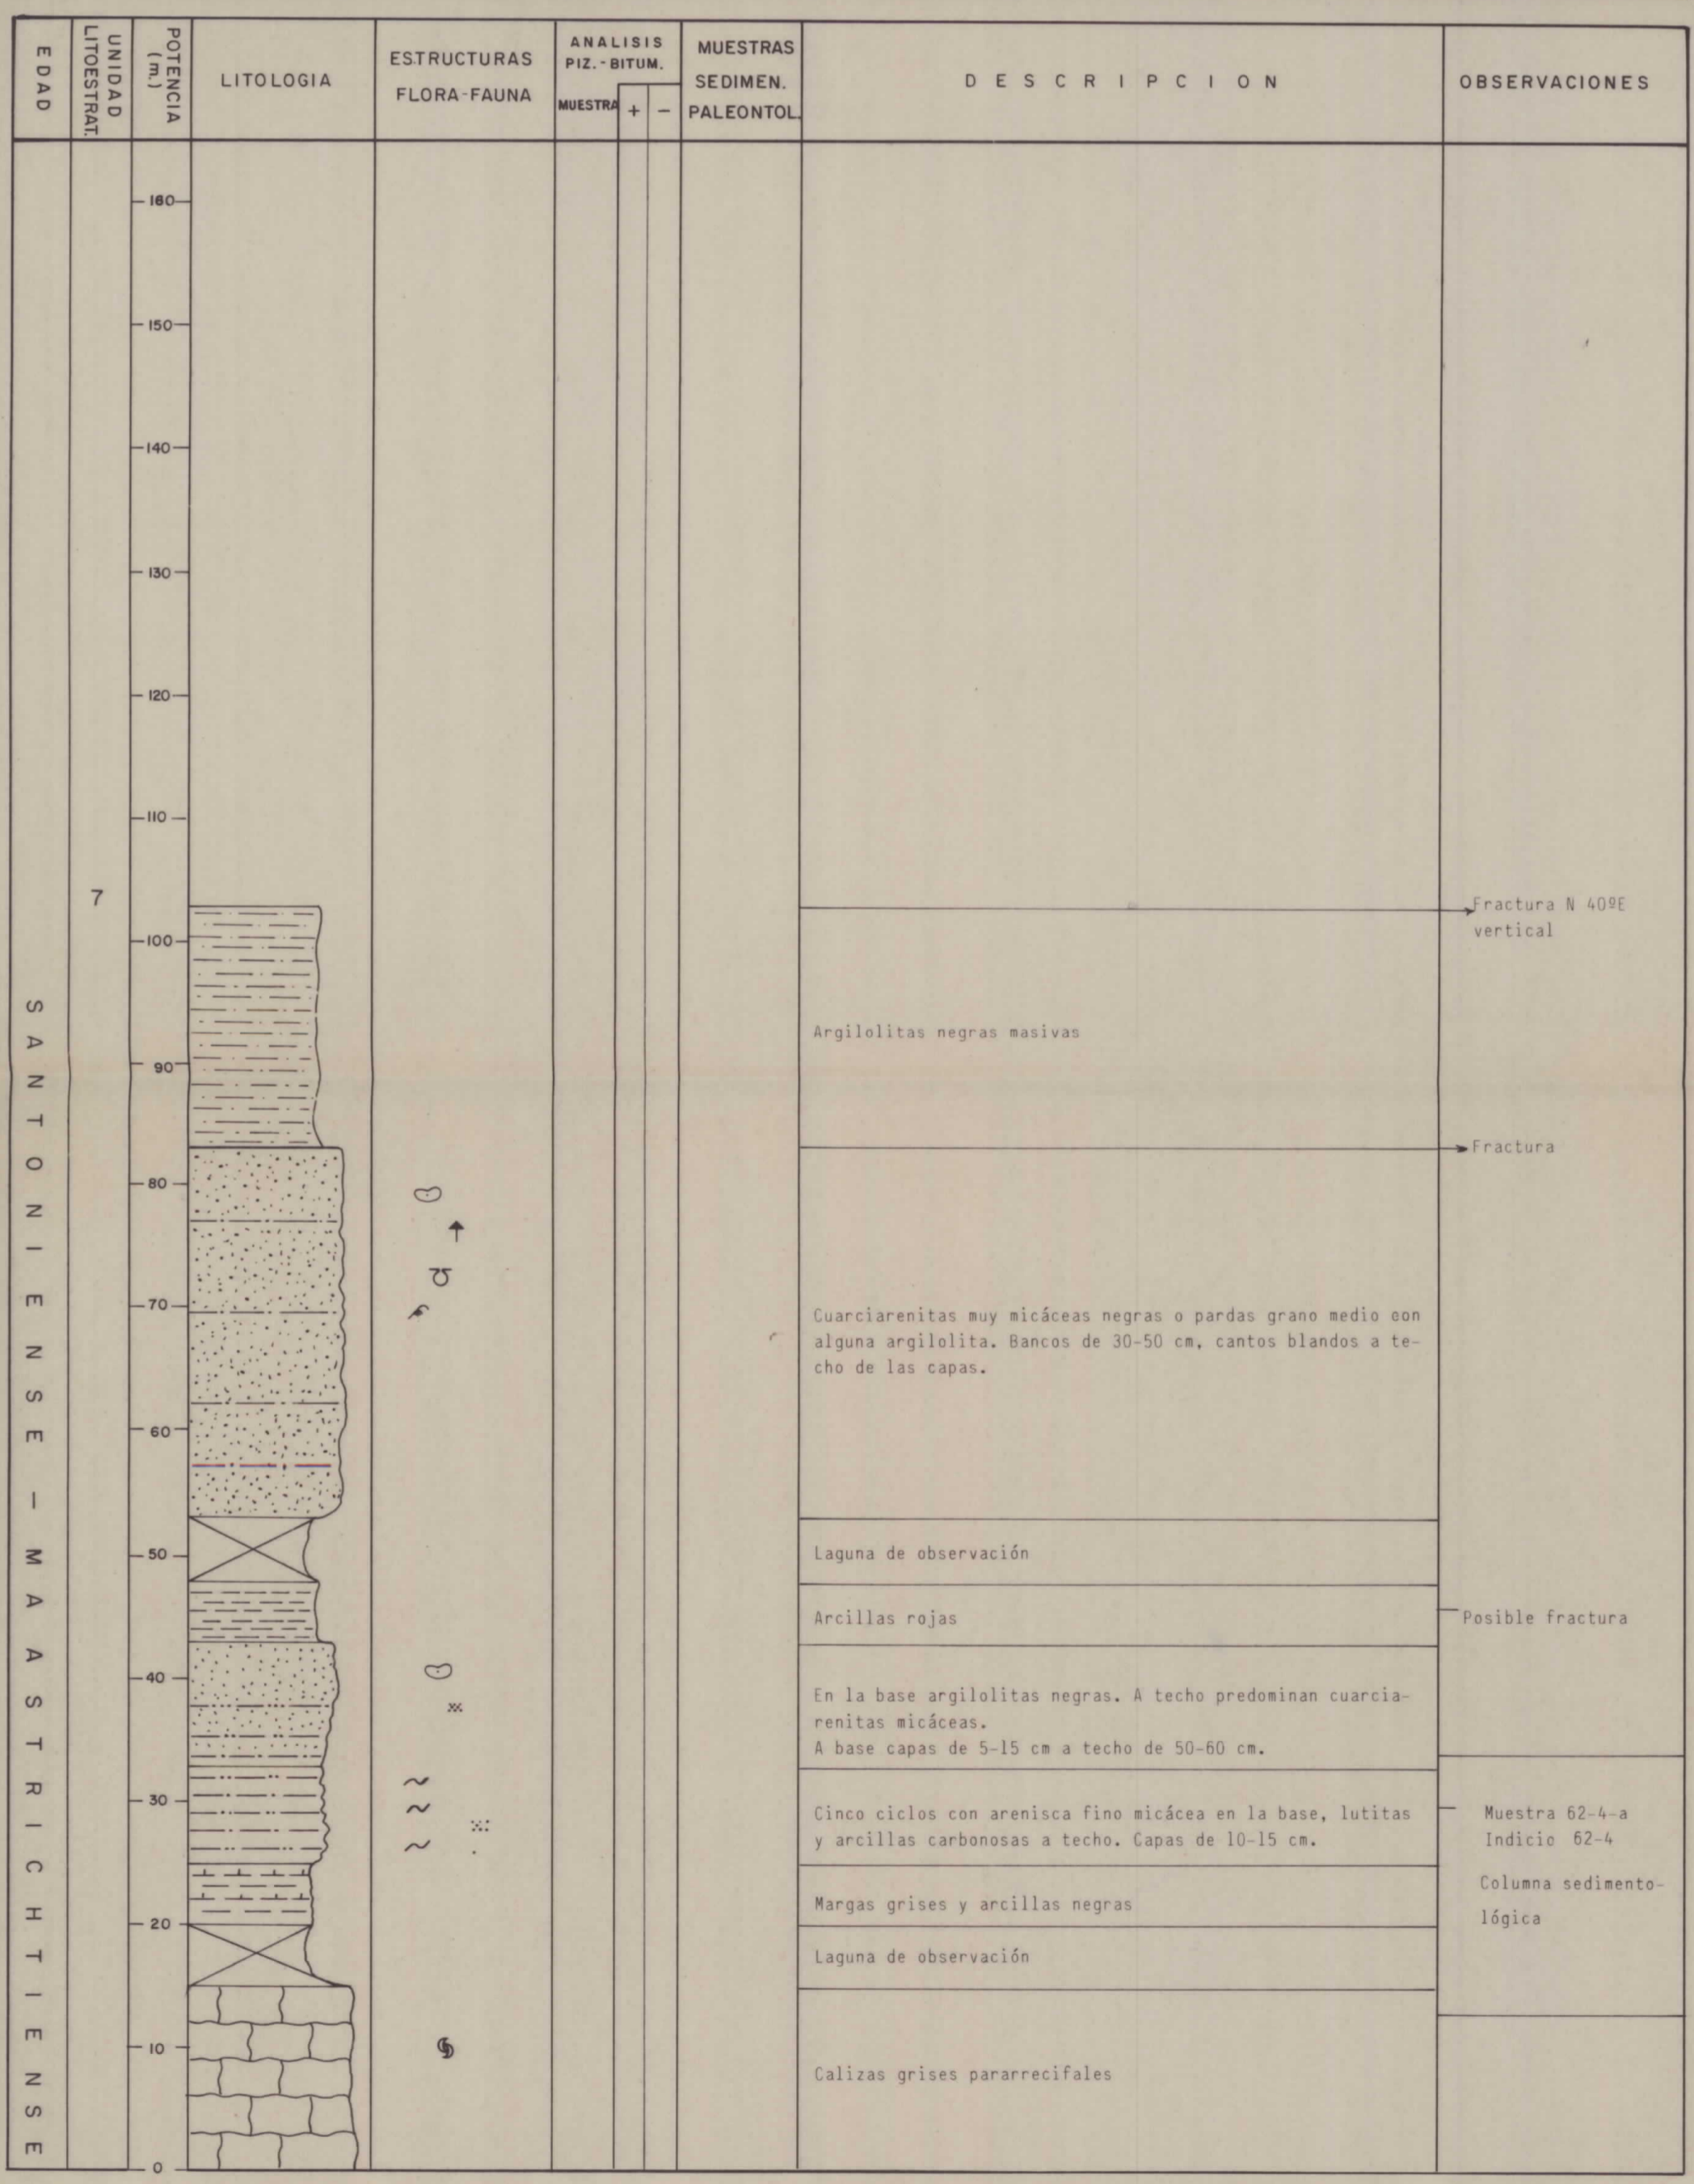 EDAD
UNIDAD
LITOESTRAT.
POTENCIA
(m.)
LITOLOGIA
ESTRUCTURAS
FLORA-FAUNA
ANALISIS
PIZ.-BITUM.
MUESTRA
+
-
MUESTRAS
SEDIMEN.
PALEONTOL.
DESCRIPCION
OBSERVACIONES
160
150
140
130
120
110
7
Fractura N 40ºE
vertical
100
SANTONIENSE - MAASTRICHTIENSE
Argilolitas negras masivas
90
Fractura
80
70
Cuarciarenitas muy micáceas negras o pardas grano medio con
alguna argilolita. Bancos de 30-50 cm, cantos blandos a te-
cho de las capas.
60
50
Laguna de observación
Arcillas rojas
Posible fractura
40
En la base argilolitas negras. A techo predominan cuarcia-
renitas micáceas.
A base capas de 5-15 cm a techo de 50-60 cm.
30
Cinco ciclos con arenisca fino micácea en la base, lutitas
y arcillas carbonosas a techo. Capas de 10-15 cm.
Muestra 62-4-a
Indicio 62-4
Columna sedimento-
lógica
Margas grises y arcillas negras
20
Laguna de observación
10
Calizas grises pararrecifales
0